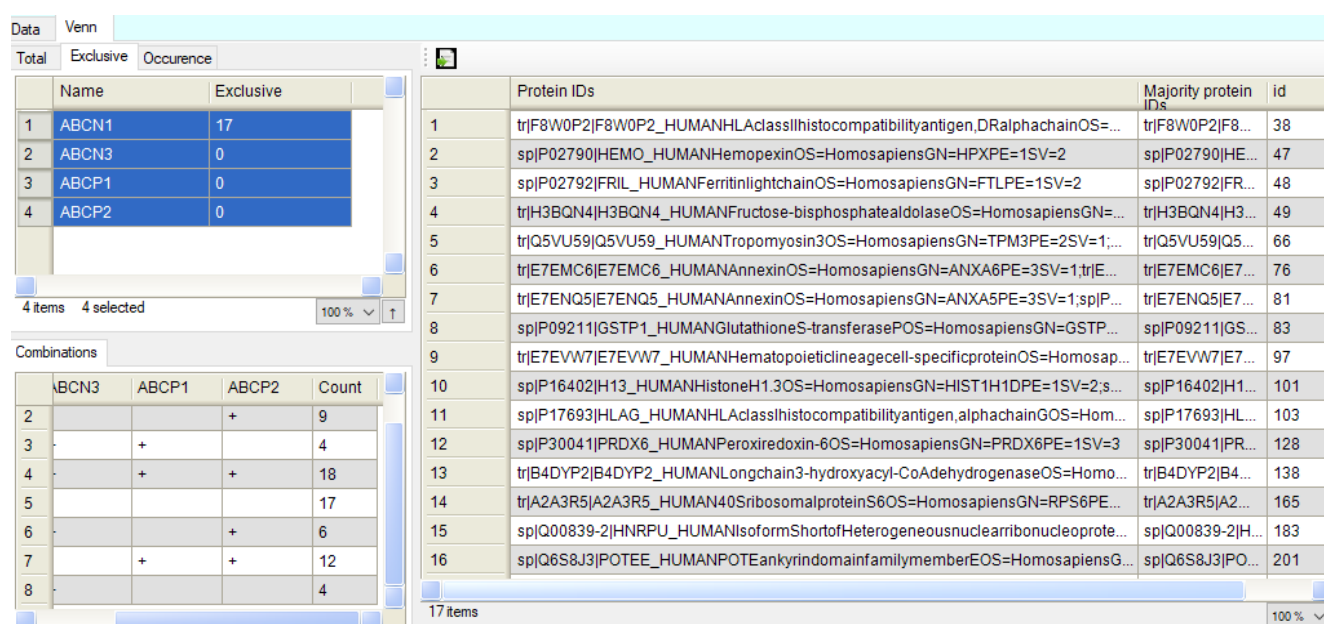 Data Venn
Total Exclusive Occurence
Name Exclusive
1 ABCN1 17
2 ABCN3 0
3 ABCP1 0
4 ABCP2 0
4 items 4 selected 100 % ↑
Combinations
ABCN3 ABCP1 ABCP2 Count
2 + 9
3 + 4
4 + + 18
5 17
6 + 6
7 + + 12
8 4
Protein IDs Majority protein IDs id
1 tr|F8W0P2|F8W0P2_HUMANHLAclassIIhistocompatibilityantigen,DRalphachainOS=... tr|F8W0P2|F8... 38
2 sp|P02790|HEMO_HUMANHemopexinOS=HomosapiensGN=HPXPE=1SV=2 sp|P02790|HE... 47
3 sp|P02792|FRIL_HUMANFerritinlightchainOS=HomosapiensGN=FTLPE=1SV=2 sp|P02792|FR... 48
4 tr|H3BQN4|H3BQN4_HUMANFructose-bisphosphatealdolaseOS=HomosapiensGN=... tr|H3BQN4|H3... 49
5 tr|Q5VU59|Q5VU59_HUMANTropomyosin3OS=HomosapiensGN=TPM3PE=2SV=1;... tr|Q5VU59|Q5... 66
6 tr|E7EMC6|E7EMC6_HUMANAnnexinOS=HomosapiensGN=ANXA6PE=3SV=1;tr|E... tr|E7EMC6|E7... 76
7 tr|E7ENQ5|E7ENQ5_HUMANAnnexinOS=HomosapiensGN=ANXA5PE=3SV=1;sp|P... tr|E7ENQ5|E7... 81
8 sp|P09211|GSTP1_HUMANGlutathioneS-transferasePOS=HomosapiensGN=GSTP... sp|P09211|GS... 83
9 tr|E7EVW7|E7EVW7_HUMANHematopoieticlineagecell-specificproteinOS=Homosap... tr|E7EVW7|E7... 97
10 sp|P16402|H13_HUMANHistoneH1.3OS=HomosapiensGN=HIST1H1DPE=1SV=2;s... sp|P16402|H1... 101
11 sp|P17693|HLAG_HUMANHLAclassIhistocompatibilityantigen,alphachainGOS=Hom... sp|P17693|HL... 103
12 sp|P30041|PRDX6_HUMANPeroxiredoxin-6OS=HomosapiensGN=PRDX6PE=1SV=3 sp|P30041|PR... 128
13 tr|B4DYP2|B4DYP2_HUMANLongchain3-hydroxyacyl-CoAdehydrogenaseOS=Homo... tr|B4DYP2|B4... 138
14 tr|A2A3R5|A2A3R5_HUMAN40SribosomalproteinS6OS=HomosapiensGN=RPS6PE... tr|A2A3R5|A2... 165
15 sp|Q00839-2|HNRPU_HUMANIsoformShortofHeterogeneousnuclearribonucleoprote... sp|Q00839-2|H... 183
16 sp|Q6S8J3|POTEE_HUMANPOTEankyrindomainfamilymemberEOS=HomosapiensG... sp|Q6S8J3|PO... 201
17 items 100 %